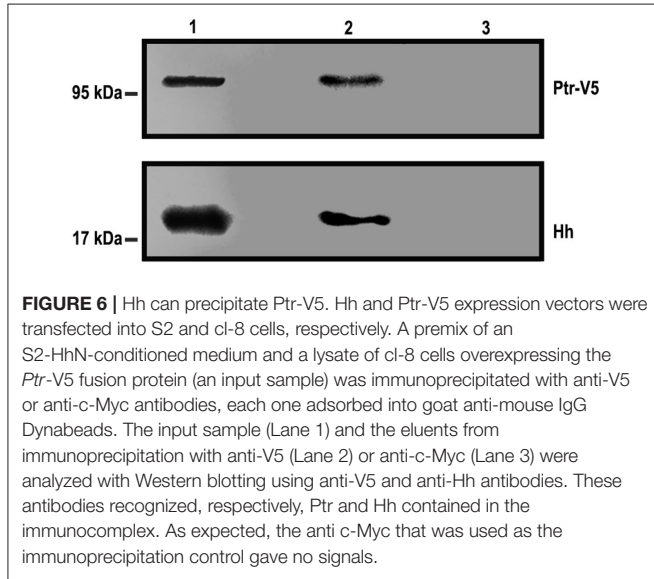 1 2 3
95 kDa
Ptr-V5
17 kDa
Hh
FIGURE 6 | Hh can precipitate Ptr-V5. Hh and Ptr-V5 expression vectors were
transfected into S2 and cl-8 cells, respectively. A premix of an
S2-HhN-conditioned medium and a lysate of cl-8 cells overexpressing the
Ptr-V5 fusion protein (an input sample) was immunoprecipitated with anti-V5
or anti-c-Myc antibodies, each one adsorbed into goat anti-mouse IgG
Dynabeads. The input sample (Lane 1) and the eluents from
immunoprecipitation with anti-V5 (Lane 2) or anti-c-Myc (Lane 3) were
analyzed with Western blotting using anti-V5 and anti-Hh antibodies. These
antibodies recognized, respectively, Ptr and Hh contained in the
immunocomplex. As expected, the anti c-Myc that was used as the
immunoprecipitation control gave no signals.